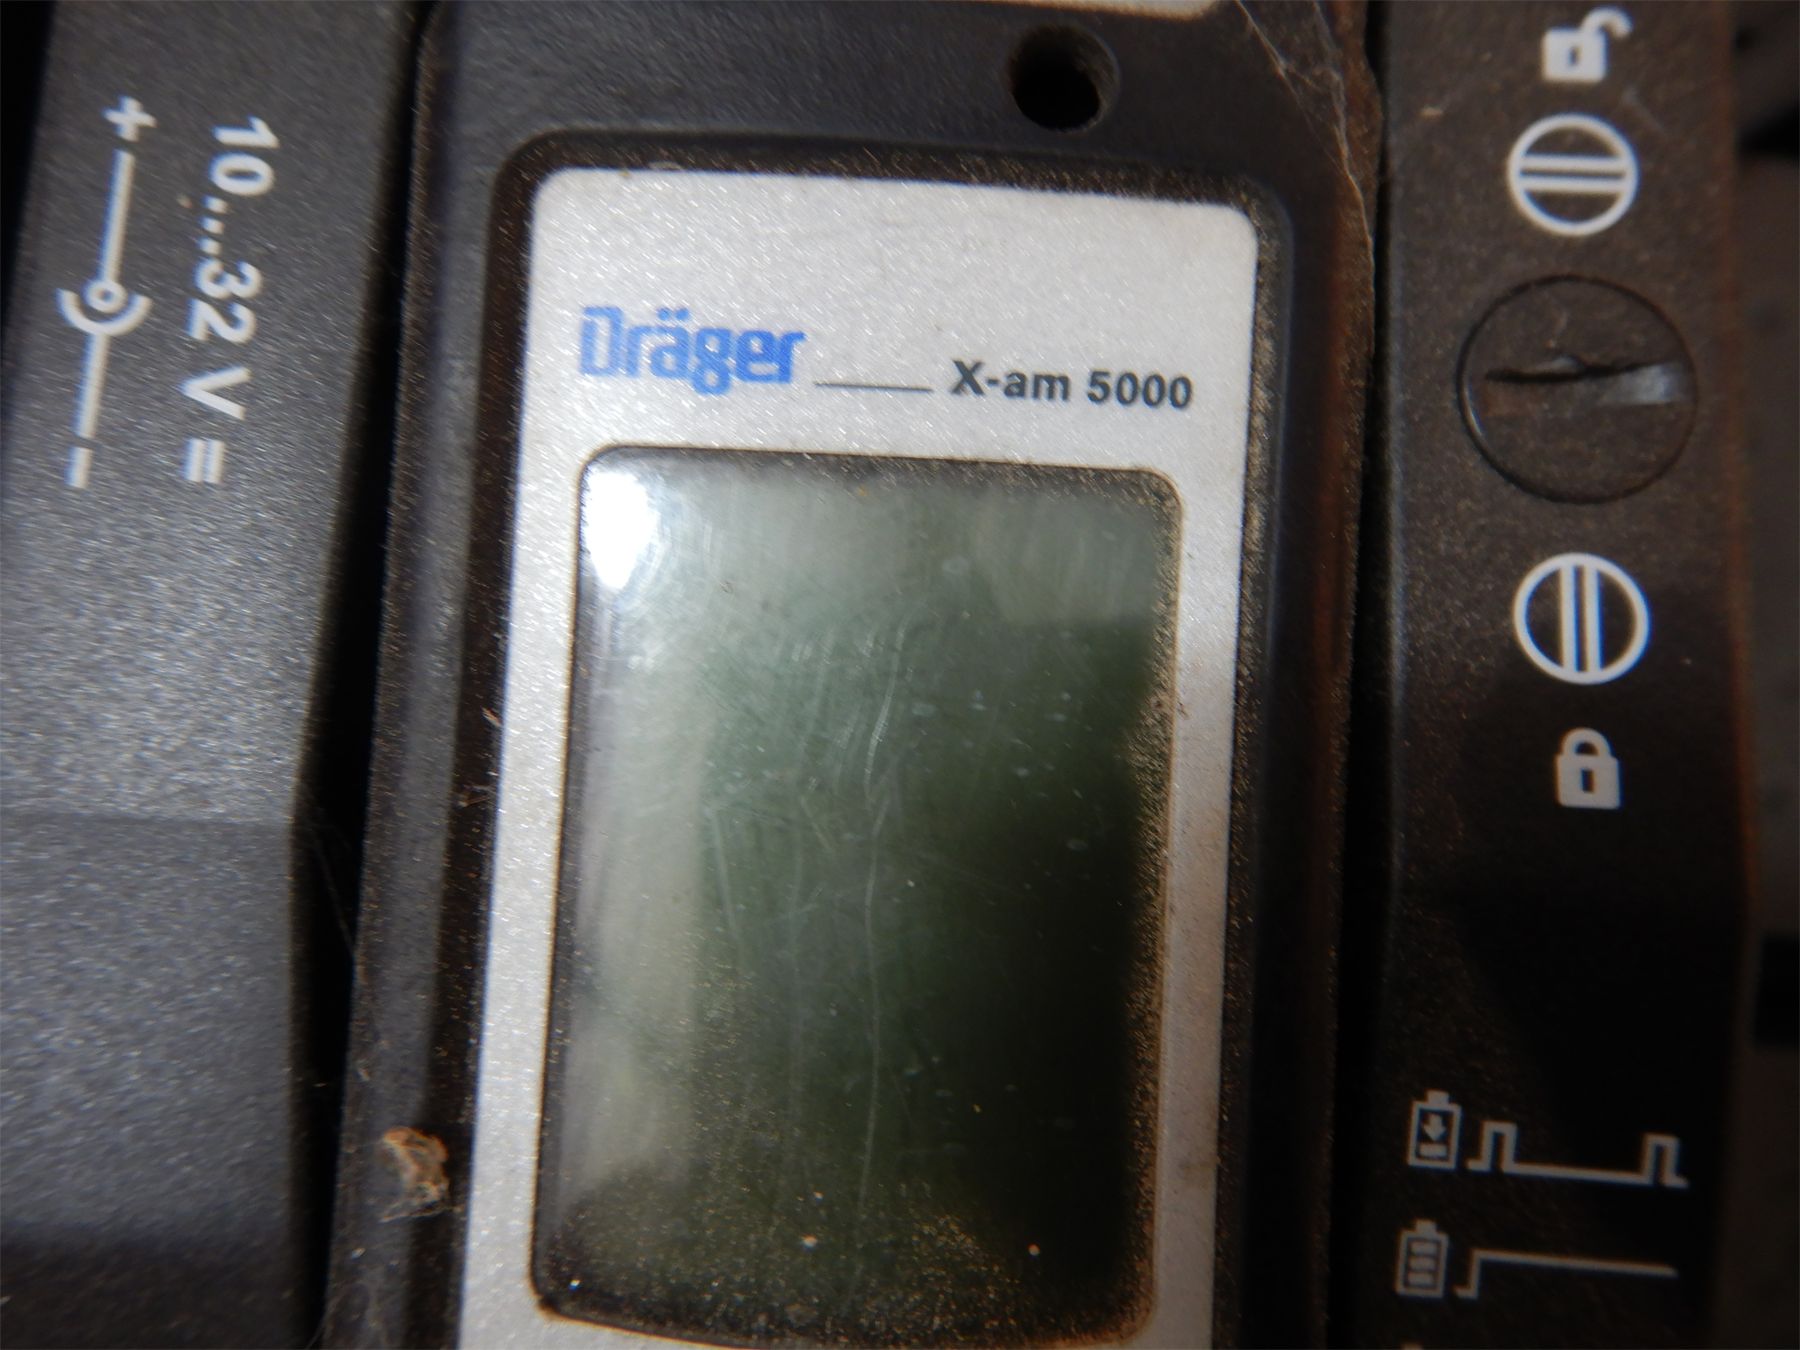 10...32 V =
+ -
Dräger X-am 5000